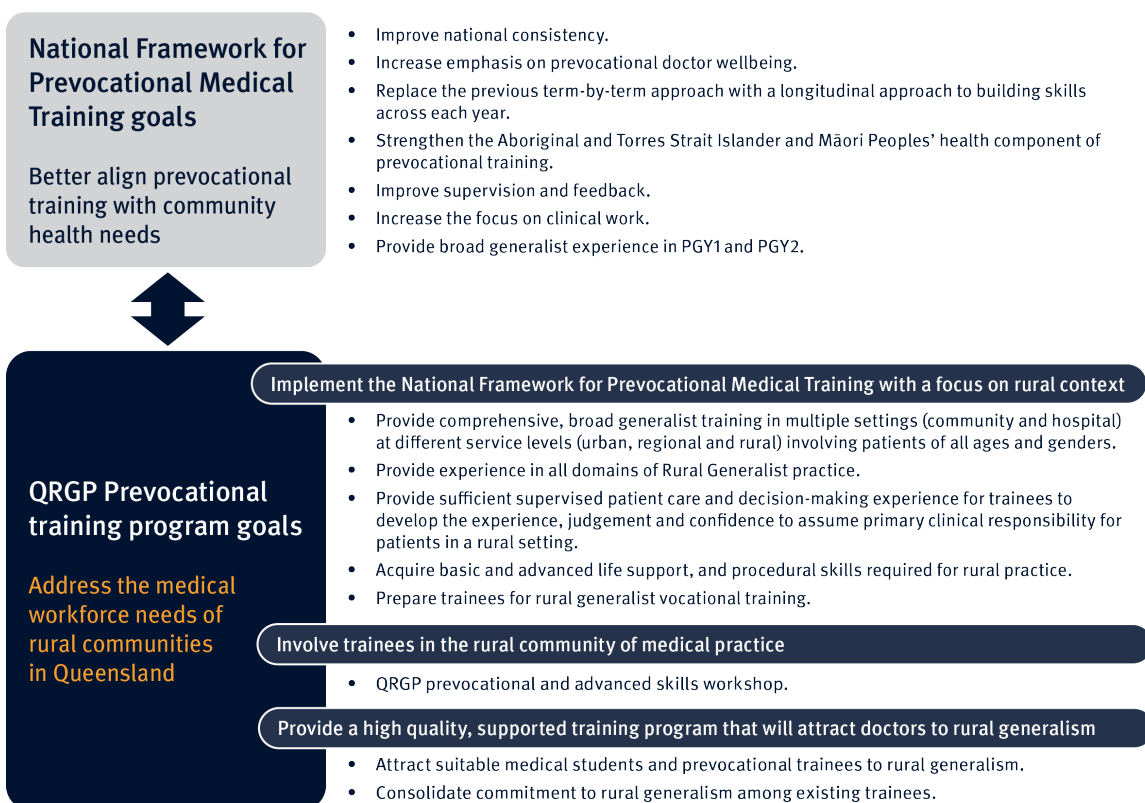 National Framework for
Prevocational Medical
Training goals
Better align prevocational
training with community
health needs
• Improve national consistency.
• Increase emphasis on prevocational doctor wellbeing.
• Replace the previous term-by-term approach with a longitudinal approach to building skills
across each year.
• Strengthen the Aboriginal and Torres Strait Islander and Māori Peoples’ health component of
prevocational training.
• Improve supervision and feedback.
• Increase the focus on clinical work.
• Provide broad generalist experience in PGY1 and PGY2.
QRGP Prevocational
training program goals
Address the medical
workforce needs of
rural communities
in Queensland
Implement the National Framework for Prevocational Medical Training with a focus on rural context
• Provide comprehensive, broad generalist training in multiple settings (community and hospital)
at different service levels (urban, regional and rural) involving patients of all ages and genders.
• Provide experience in all domains of Rural Generalist practice.
• Provide sufficient supervised patient care and decision-making experience for trainees to
develop the experience, judgement and confidence to assume primary clinical responsibility for
patients in a rural setting.
• Acquire basic and advanced life support, and procedural skills required for rural practice.
• Prepare trainees for rural generalist vocational training.
Involve trainees in the rural community of medical practice
• QRGP prevocational and advanced skills workshop.
Provide a high quality, supported training program that will attract doctors to rural generalism
• Attract suitable medical students and prevocational trainees to rural generalism.
• Consolidate commitment to rural generalism among existing trainees.